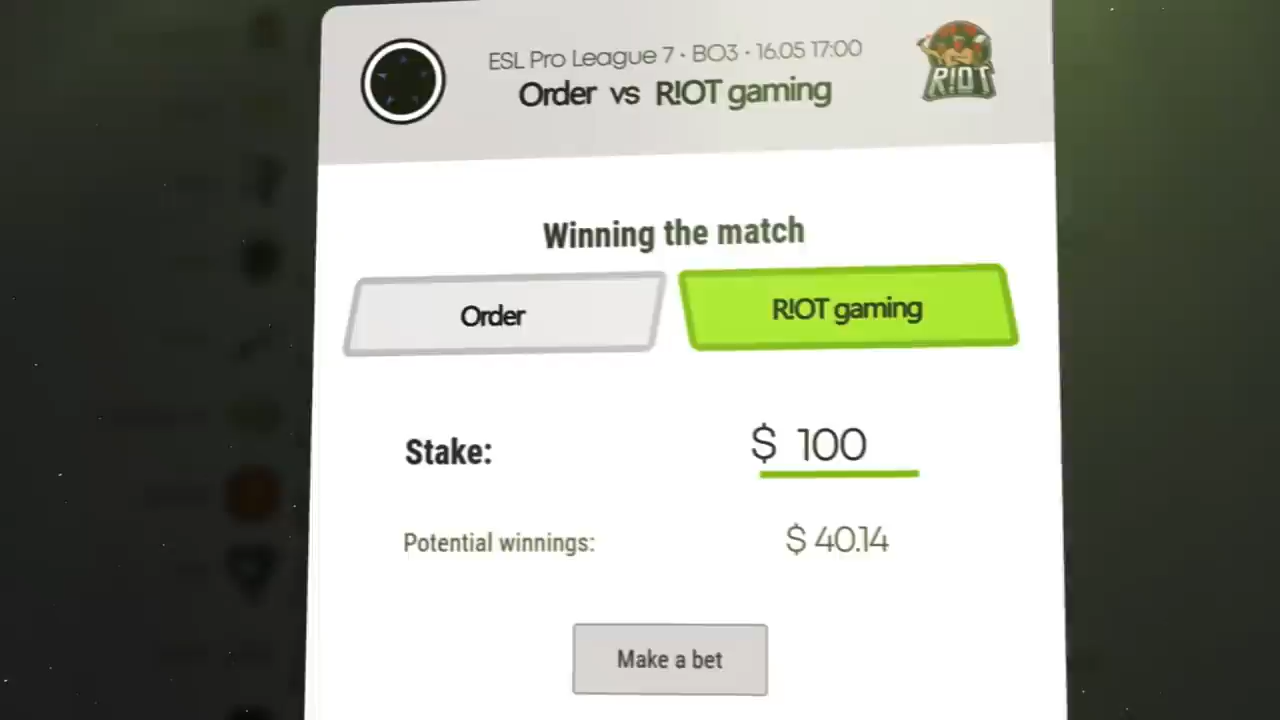 ESL Pro League 7 · BO3 · 16.05 17:00
Order vs R!OT gaming
R!OT
Winning the match
Order
R!OT gaming
Stake:
$ 100
Potential winnings:
$ 40.14
Make a bet